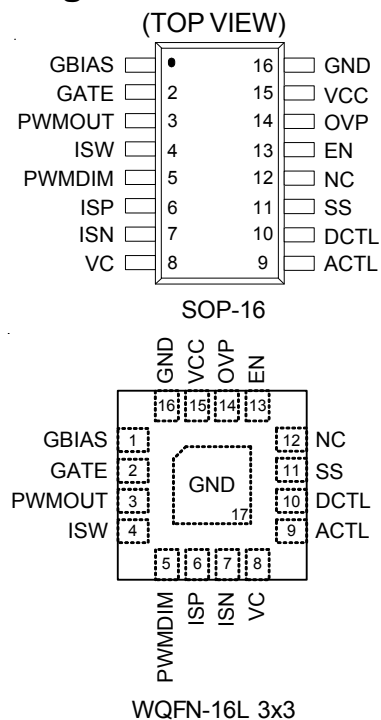 (TOP VIEW)
GBIAS 16 GND
GATE 2 15 VCC
PWMOUT 3 14 OVP
ISW 4 13 EN
PWMDIM 5 12 NC
ISP 6 11 SS
ISN 7 10 DCTL
VC 8 9 ACTL
SOP-16
GND VCC OVP EN
16 15 14 13
GBIAS 1 12 NC
GATE 2 11 SS
PWMOUT 3 10 DCTL
ISW 4 9 ACTL
GND
17
5 6 7 8
PWMDIM ISP ISN VC
WQFN-16L 3x3